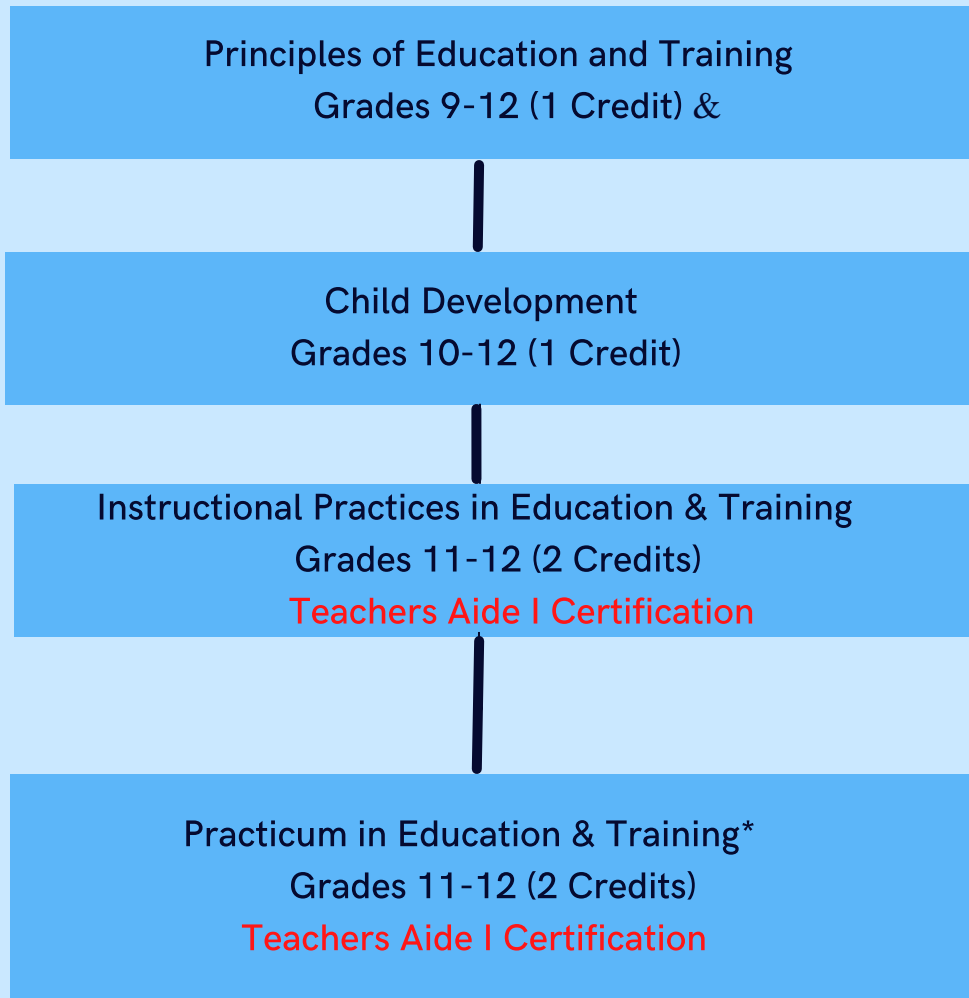 Principles of Education and Training
Grades 9-12 (1 Credit) &
Child Development
Grades 10-12 (1 Credit)
Instructional Practices in Education & Training
Grades 11-12 (2 Credits)
Teachers Aide I Certification
Practicum in Education & Training*
Grades 11-12 (2 Credits)
Teachers Aide I Certification